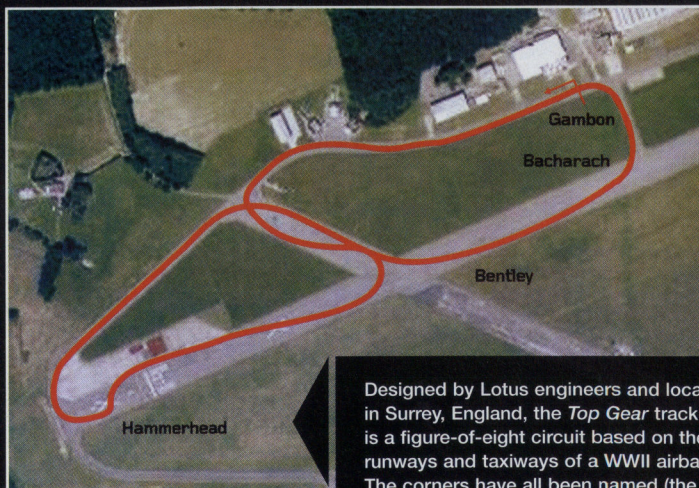 Gambon
Bacharach
Bentley
Hammerhead
Designed by Lotus engineers and
in Surrey, England, the Top Gear track
is a figure-of-eight circuit based on the
runways and taxiways of a WWII
The corners have all been named (the